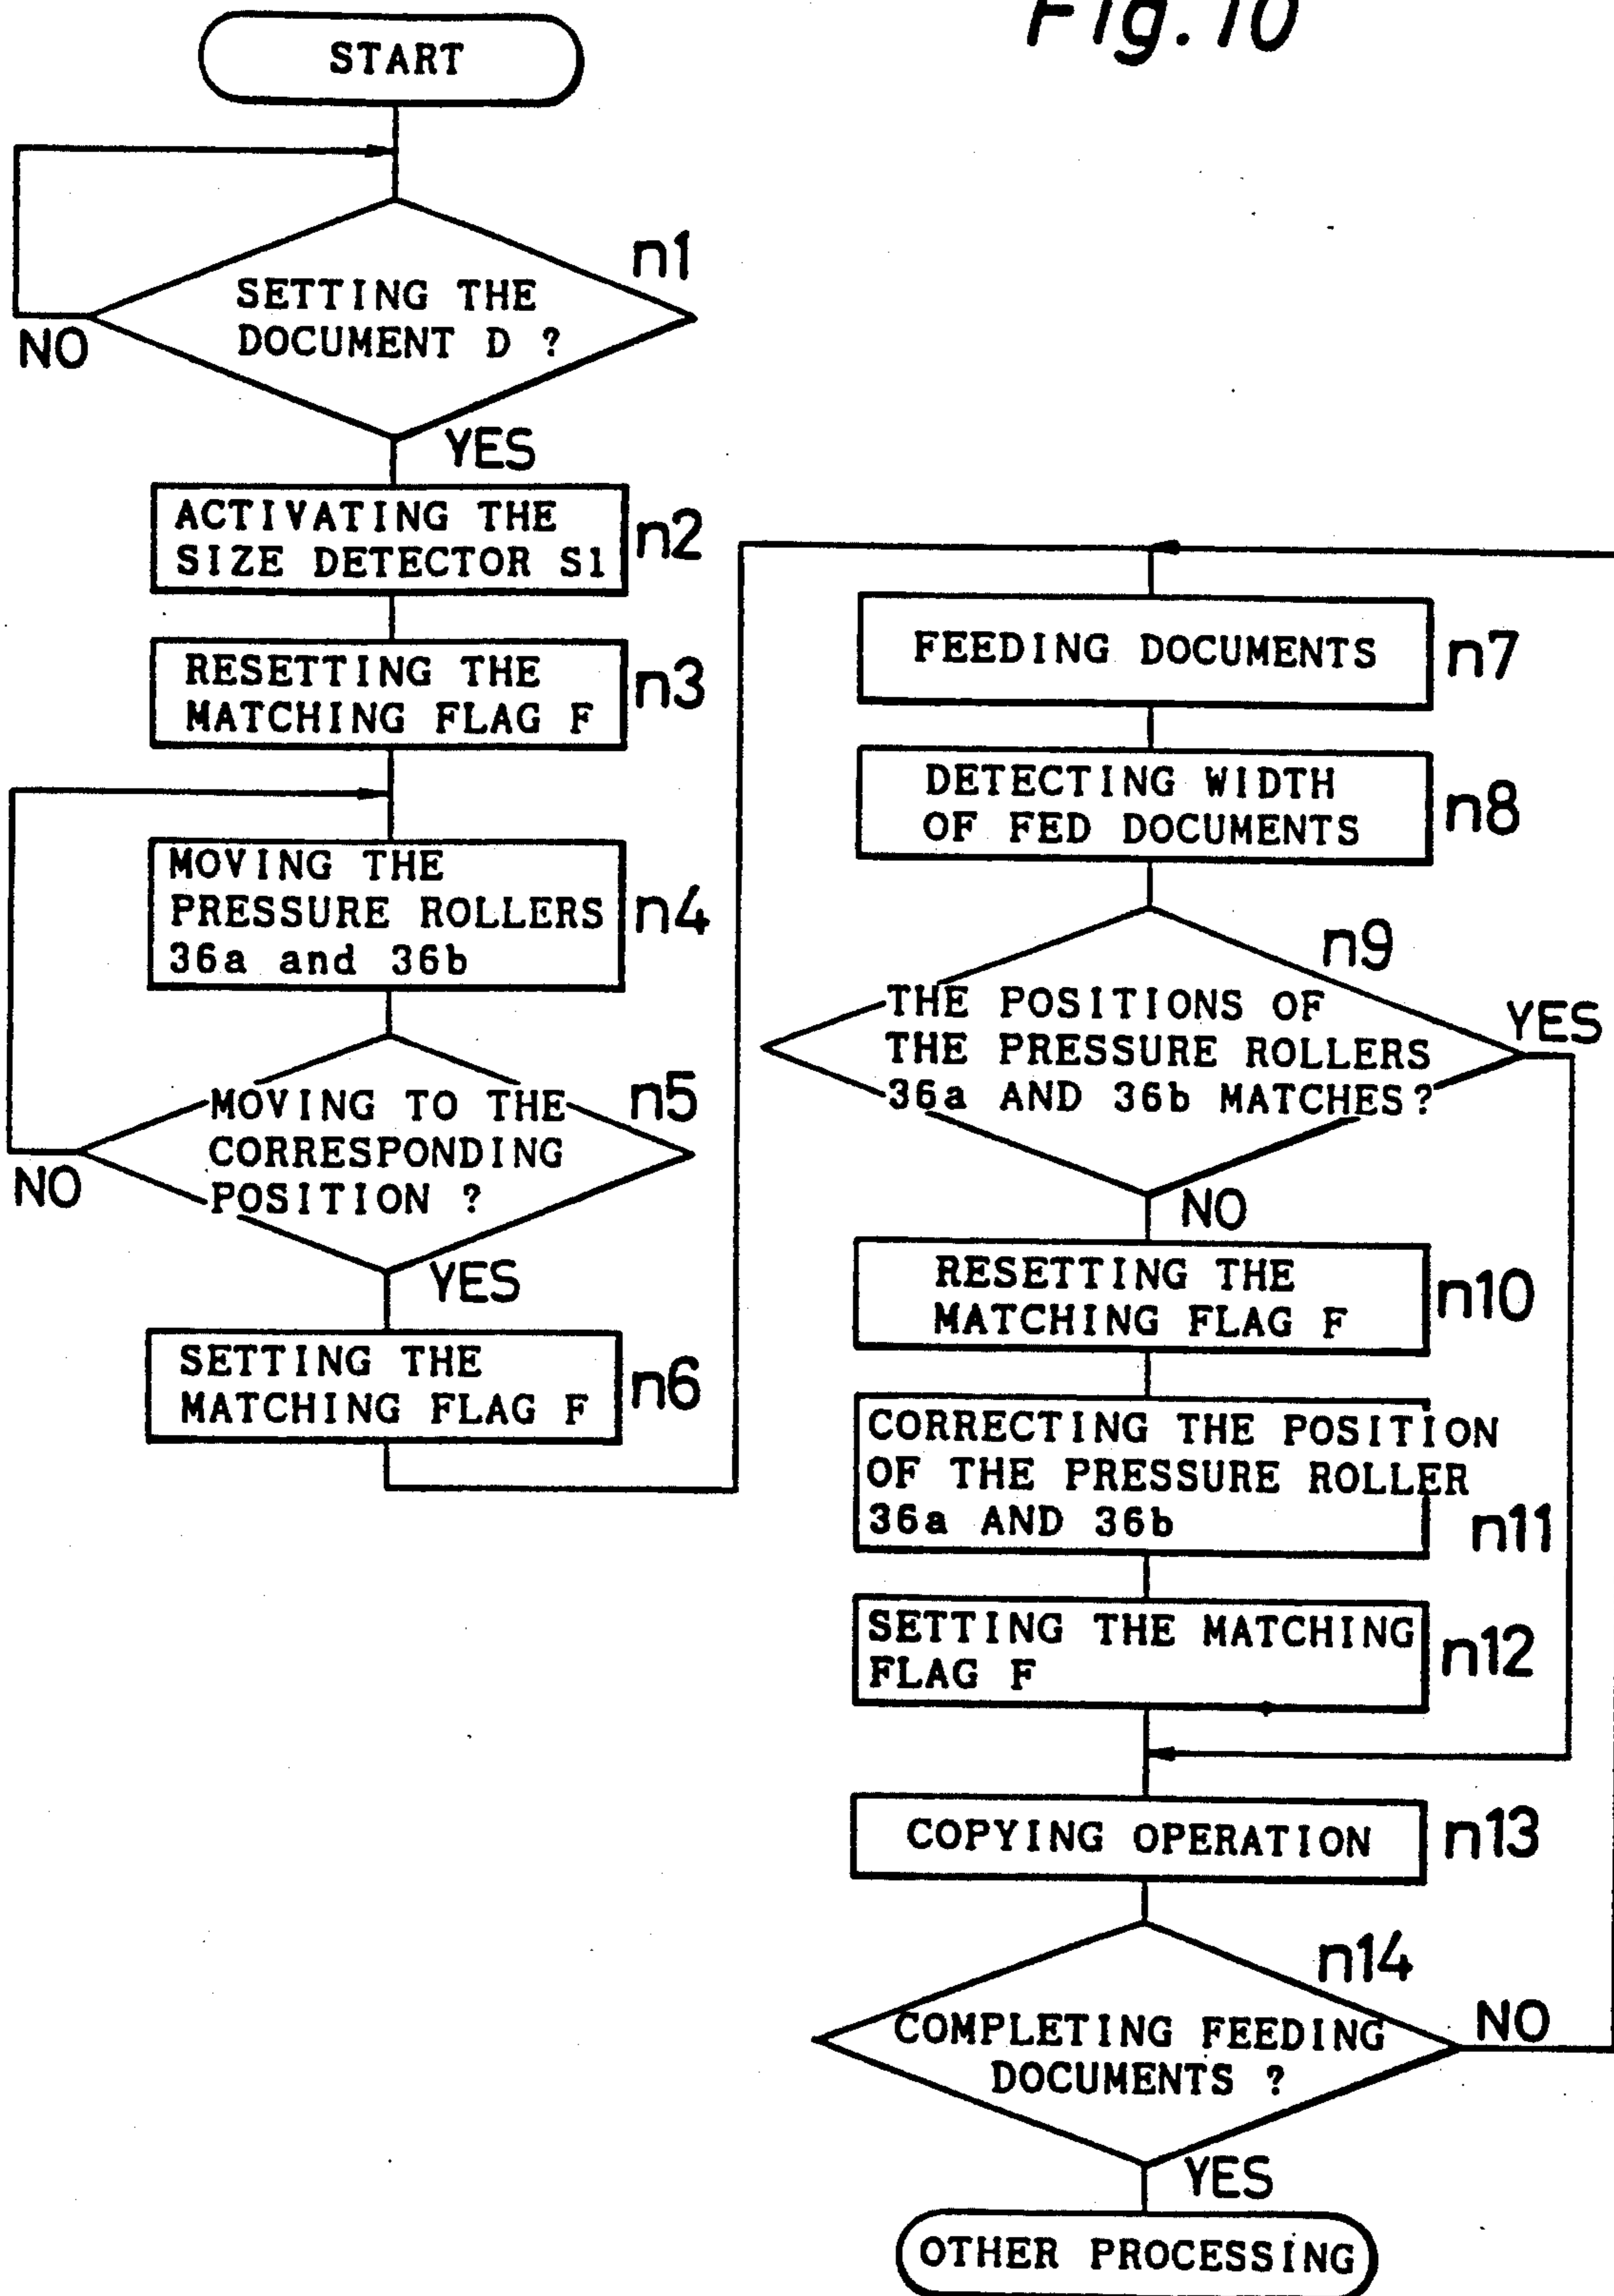 Fig.10
START
n1
SETTING THE
DOCUMENT D ?
NO
YES
ACTIVATING THE
SIZE DETECTOR S1
n2
RESETTING THE
MATCHING FLAG F
n3
MOVING THE
PRESSURE ROLLERS
36a and 36b
n4
MOVING TO THE
CORRESPONDING
POSITION ?
n5
NO
YES
SETTING THE
MATCHING FLAG F
n6
FEEDING DOCUMENTS
n7
DETECTING WIDTH
OF FED DOCUMENTS
n8
n9
THE POSITIONS OF
THE PRESSURE ROLLERS
36a AND 36b MATCHES?
YES
NO
RESETTING THE
MATCHING FLAG F
n10
CORRECTING THE POSITION
OF THE PRESSURE ROLLER
36a AND 36b
n11
SETTING THE MATCHING
FLAG F
n12
COPYING OPERATION
n13
n14
COMPLETING FEEDING
DOCUMENTS ?
NO
YES
OTHER PROCESSING